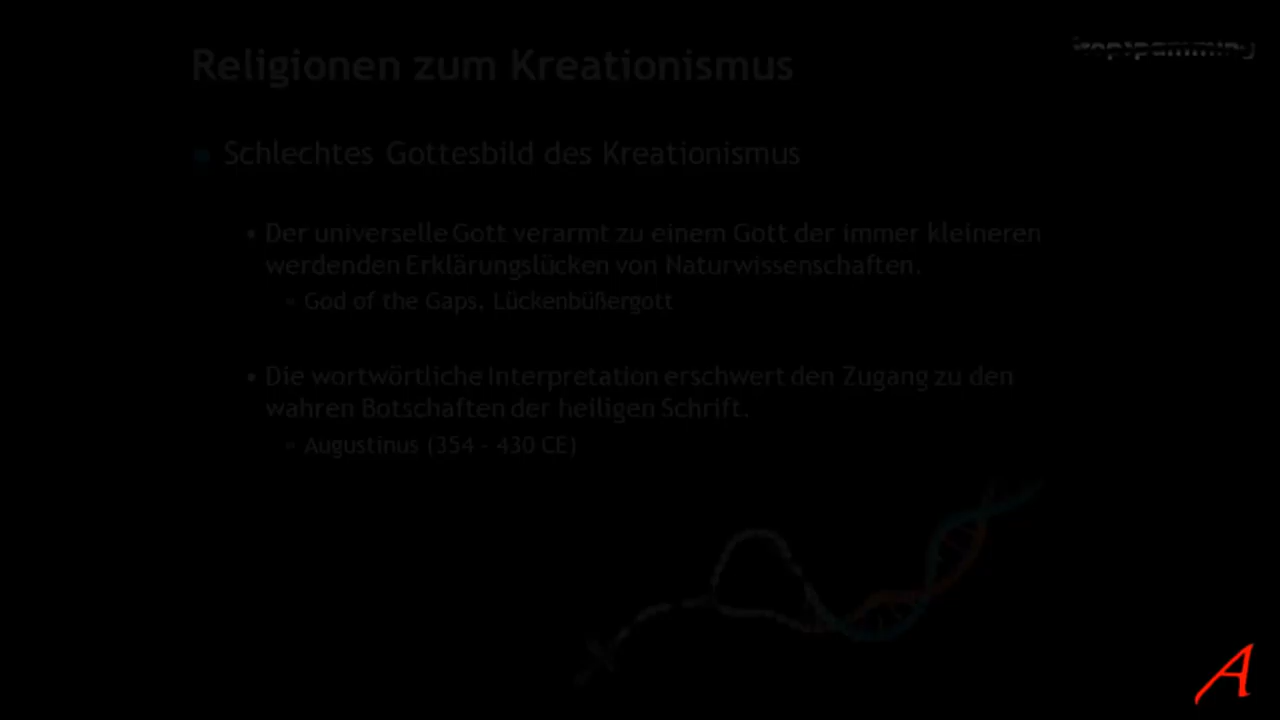 Religionen zum Kreationismus
Schlechtes Gottesbild des Kreationismus
• Der universelle Gott verarmt zu einem Gott der immer kleineren
werdenden Erklärungslücken von Naturwissenschaften.
God of the Gaps, Lückenbüßergott
• Die wortwörtliche Interpretation erschwert den Zugang zu den
wahren Botschaften der heiligen Schrift.
Augustinus (354 - 430 CE)
A